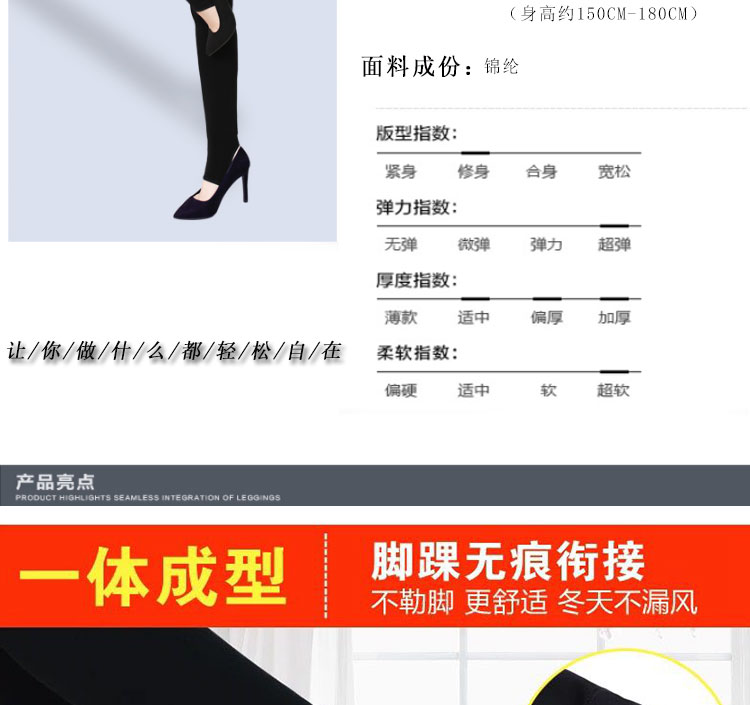 （身高约150CM-180CM）
面料成份：锦纶
版型指数：
紧身 修身 合身 宽松
弹力指数：
无弹 微弹 弹力 超弹
厚度指数：
薄款 适中 偏厚 加厚
柔软指数：
偏硬 适中 软 超软
让/你/做/什/么/都/轻/松/自/在
产品亮点
PRODUCT HIGHLIGHTS SEAMLESS INTEGRATION OF LEGGINGS
一体成型
脚踝无痕衔接
不勒脚 更舒适 冬天不漏风